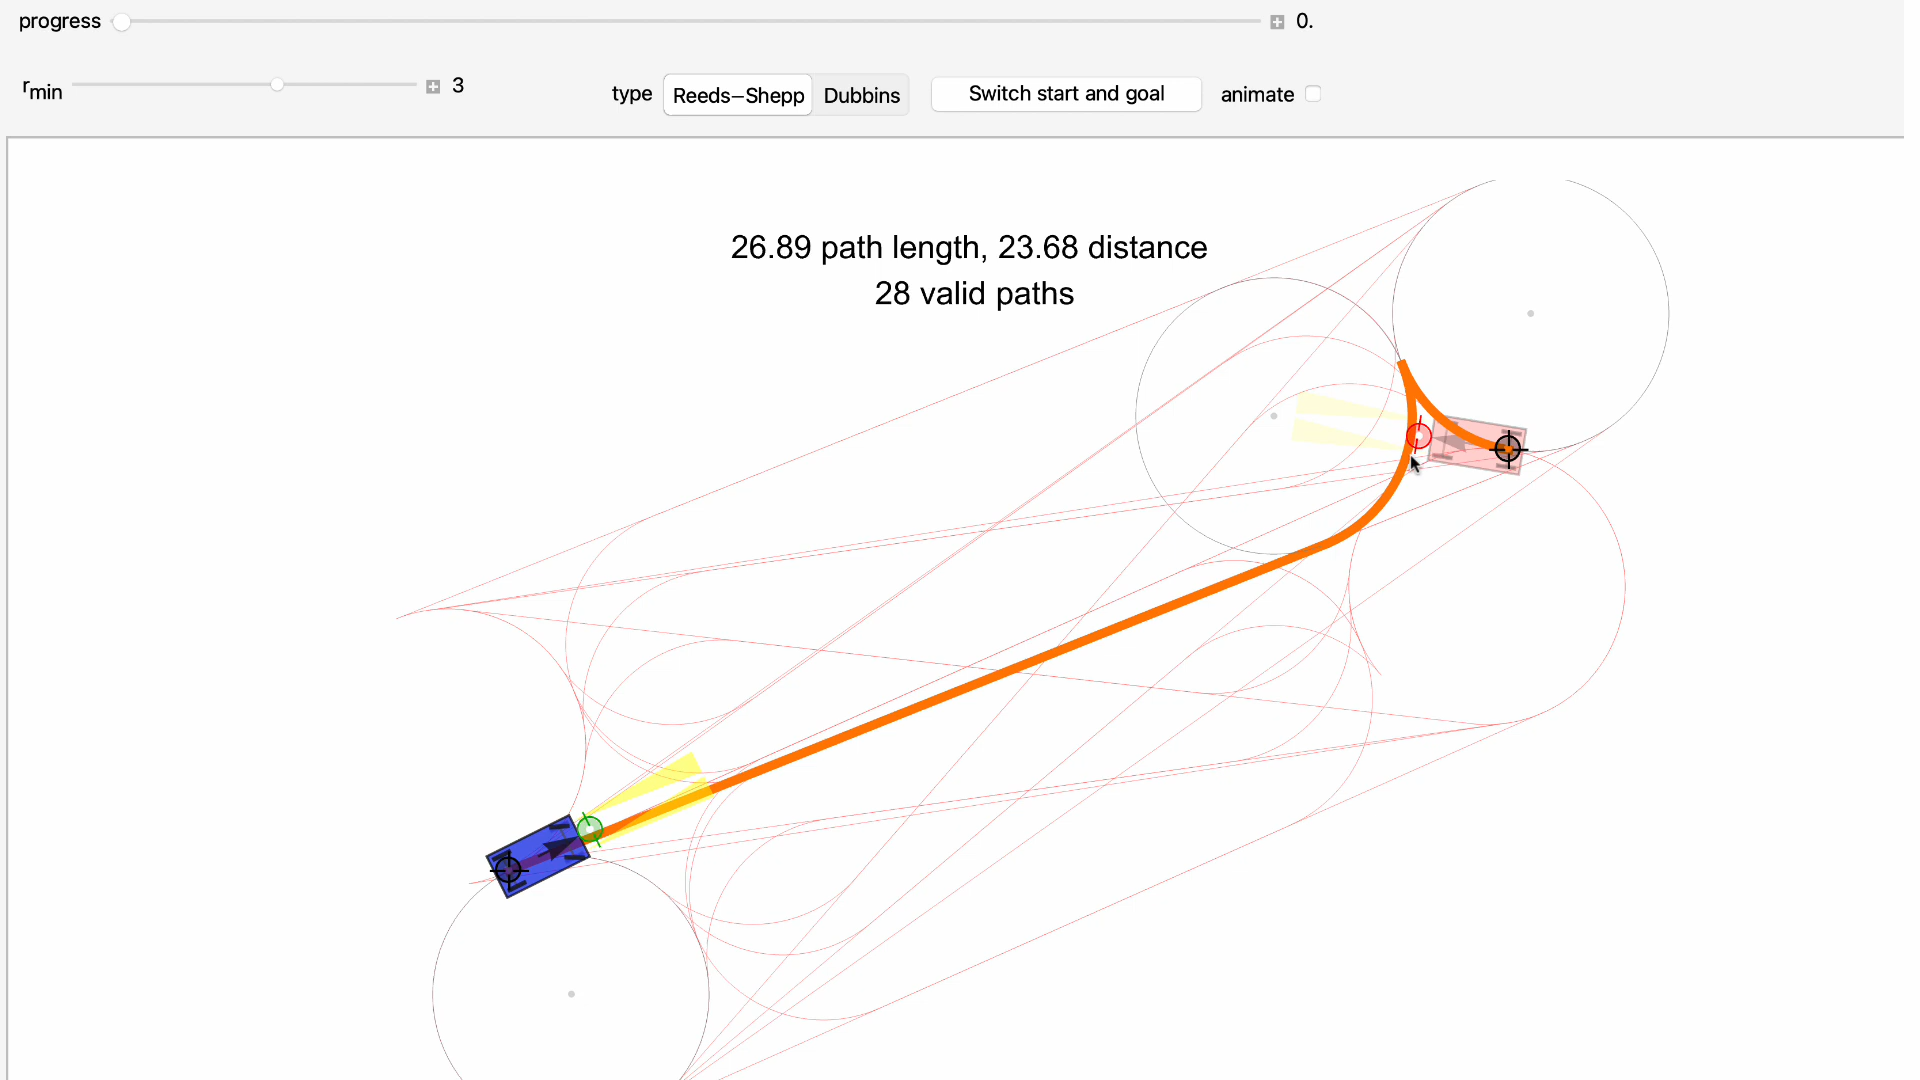 progress 0.
rmin 3 type Reeds–Shepp Dubbins Switch start and goal animate
26.89 path length, 23.68 distance
28 valid paths